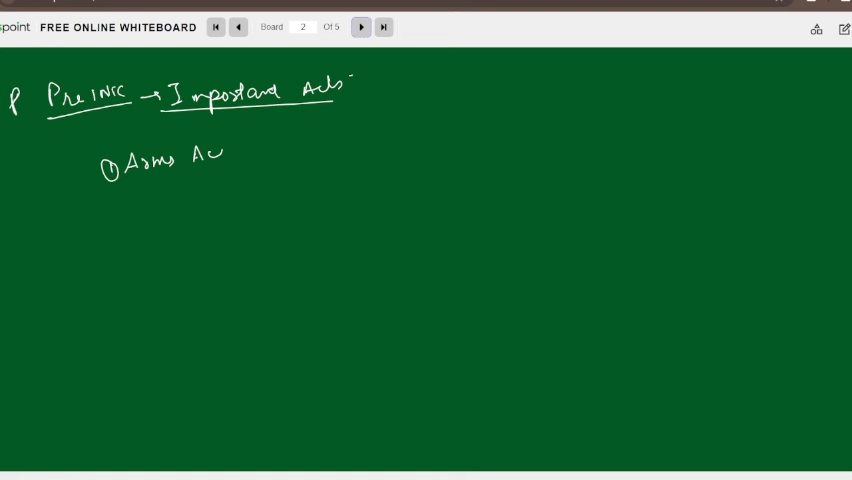 spoint FREE ONLINE WHITEBOARD Board 2 Of 5
P Pre INC → Important Acts
① Arms Ac